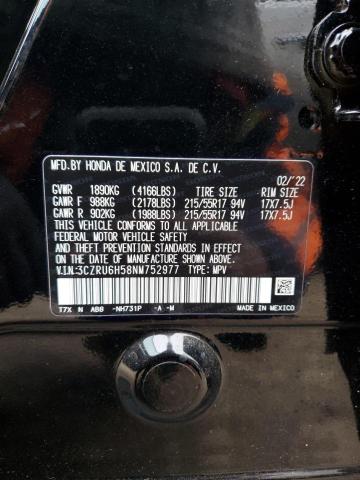 MFD.BY HONDA DE MEXICO S.A. DE C.V.
02/'22
GVWR 1890KG (4166LBS) TIRE SIZE RIM SIZE
GAWR F 988KG (2178LBS) 215/55R17 94V 17X7.5J
GAWR R 902KG (1988LBS) 215/55R17 94V 17X7.5J
THIS VEHICLE CONFORMS TO ALL APPLICABLE
FEDERAL MOTOR VEHICLE SAFETY, BUMPER,
AND THEFT PREVENTION STANDARDS IN EFFECT
ON THE DATE OF MANUFACTURE SHOWN ABOVE.
V.I.N:3CZRU6H58NM752977 TYPE: MPV
T7X N AB8 -NH731P -A -M MADE IN MEXICO